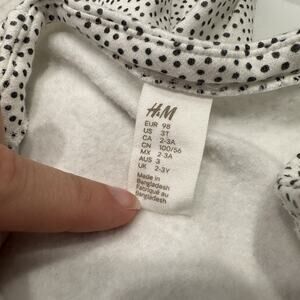 H&M
EUR 98
US 3T
CA 2-3A
CN 100/56
MX 2-3A
AUS 3
UK 2-3Y
Made in
Bangladesh
Fabriqué au
Bangladesh